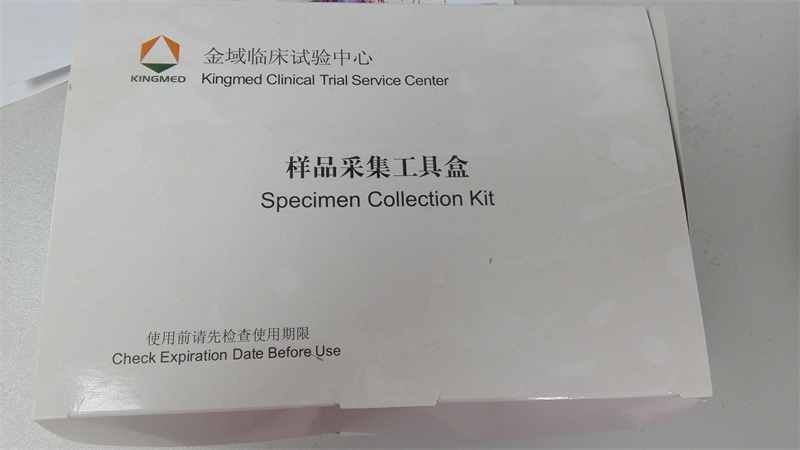 金域临床试验中心
KINGMED
Kingmed Clinical Trial Service Center
样品采集工具盒
Specimen Collection Kit
使用前请先检查使用期限
Check Expiration Date Before Use